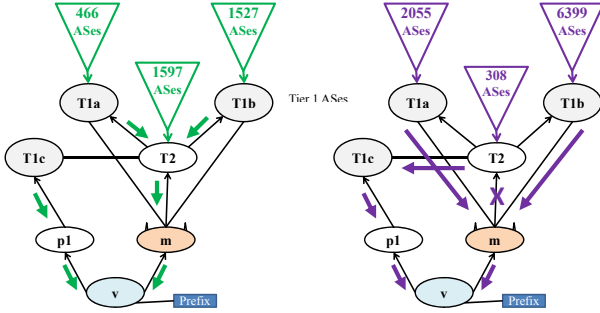 466
ASes
1527
ASes
1597
ASes
T1a
T1b
T1c
T2
p1
m
v
Prefix
Tier 1 ASes
2055
ASes
6399
ASes
308
ASes
T1a
T1b
T1c
T2
X
p1
m
v
Prefix